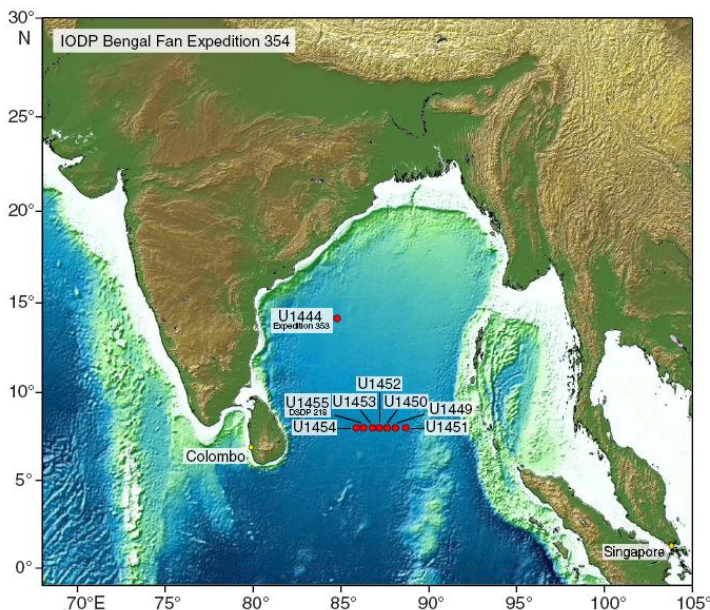 30°
N
IODP Bengal Fan Expedition 354
25°
20°
15°
U1444
Expedition 353
10°
U1452
U1455
DSDP 218
U1453
U1450
U1449
U1454
U1451
Colombo
5°
Singapore
0°
70°E
80°
85°
90°
95°
100°
105°